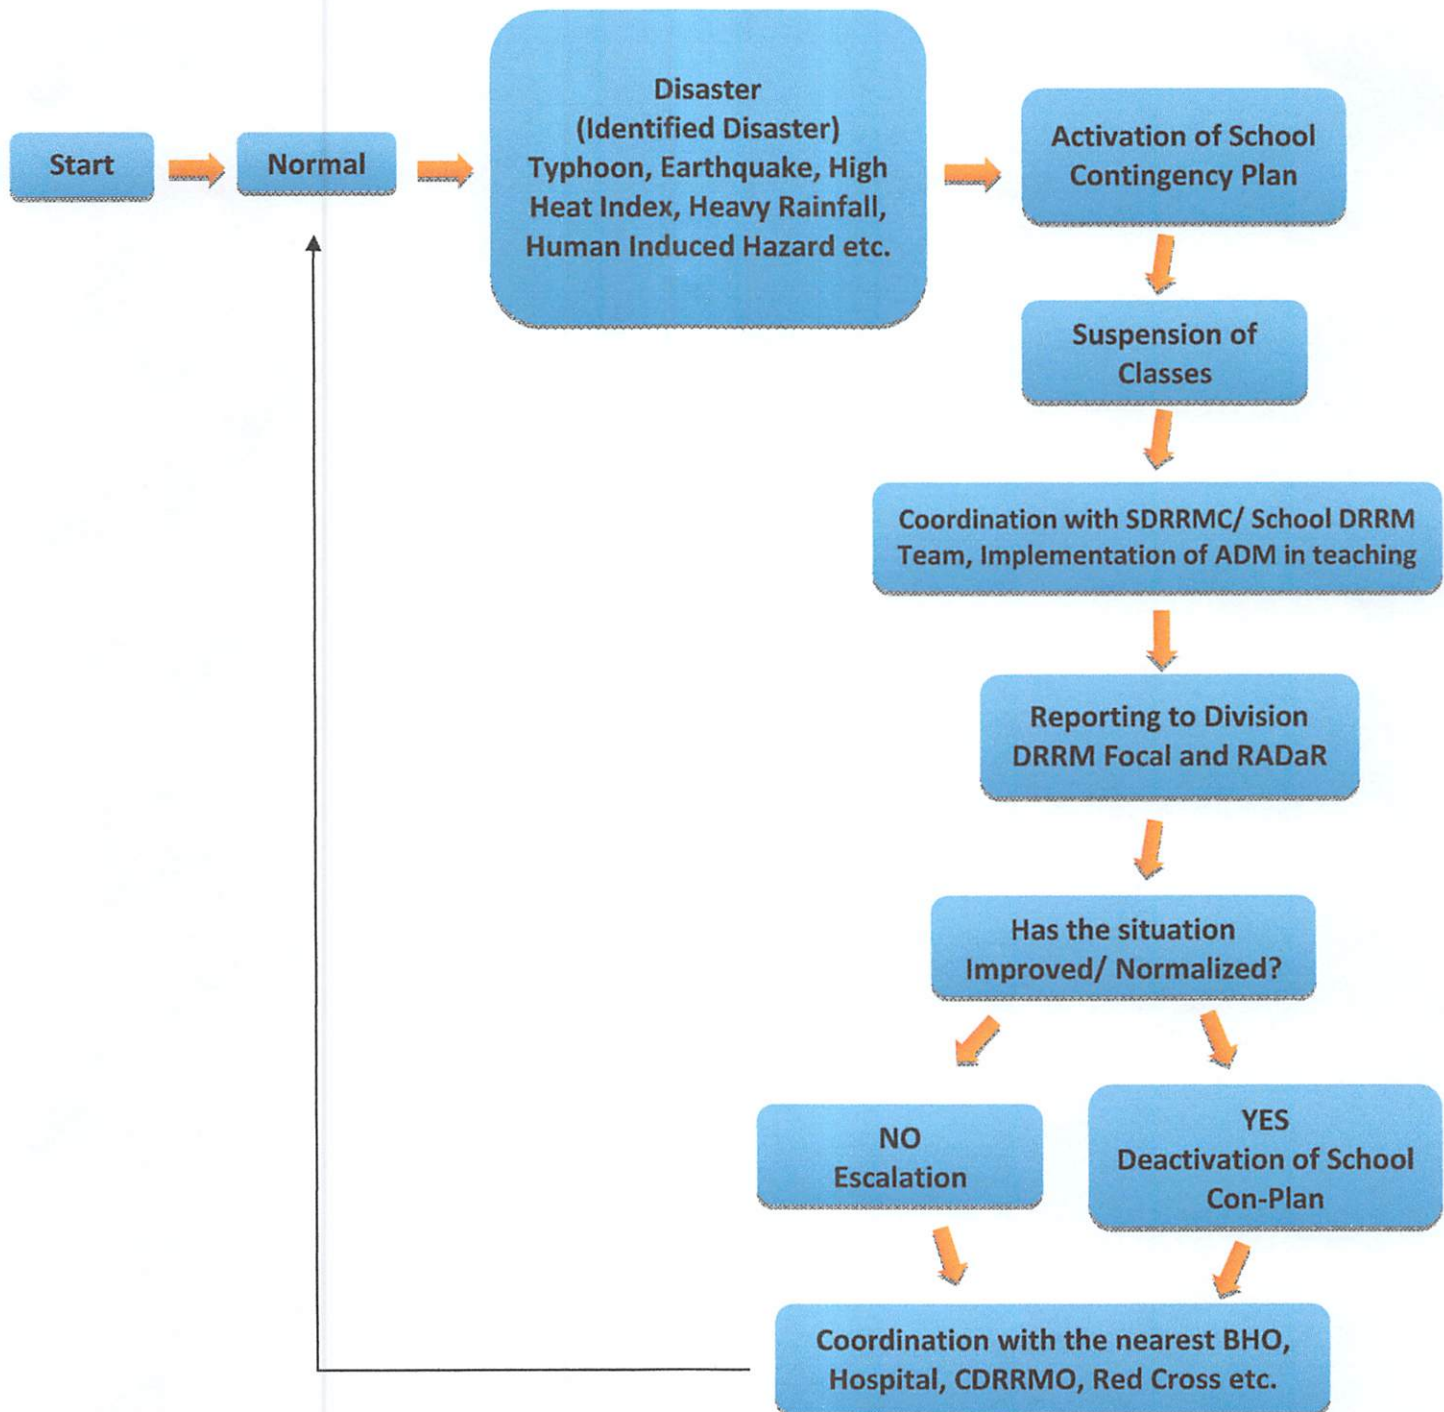 Start
Normal
Disaster
(Identified Disaster)
Typhoon, Earthquake, High
Heat Index, Heavy Rainfall,
Human Induced Hazard etc.
Activation of School
Contingency Plan
Suspension of
Classes
Coordination with SDRRMC/ School DRRM
Team, Implementation of ADM in teaching
Reporting to Division
DRRM Focal and RADaR
Has the situation
Improved/ Normalized?
NO
Escalation
YES
Deactivation of School
Con-Plan
Coordination with the nearest BHO,
Hospital, CDRRMO, Red Cross etc.